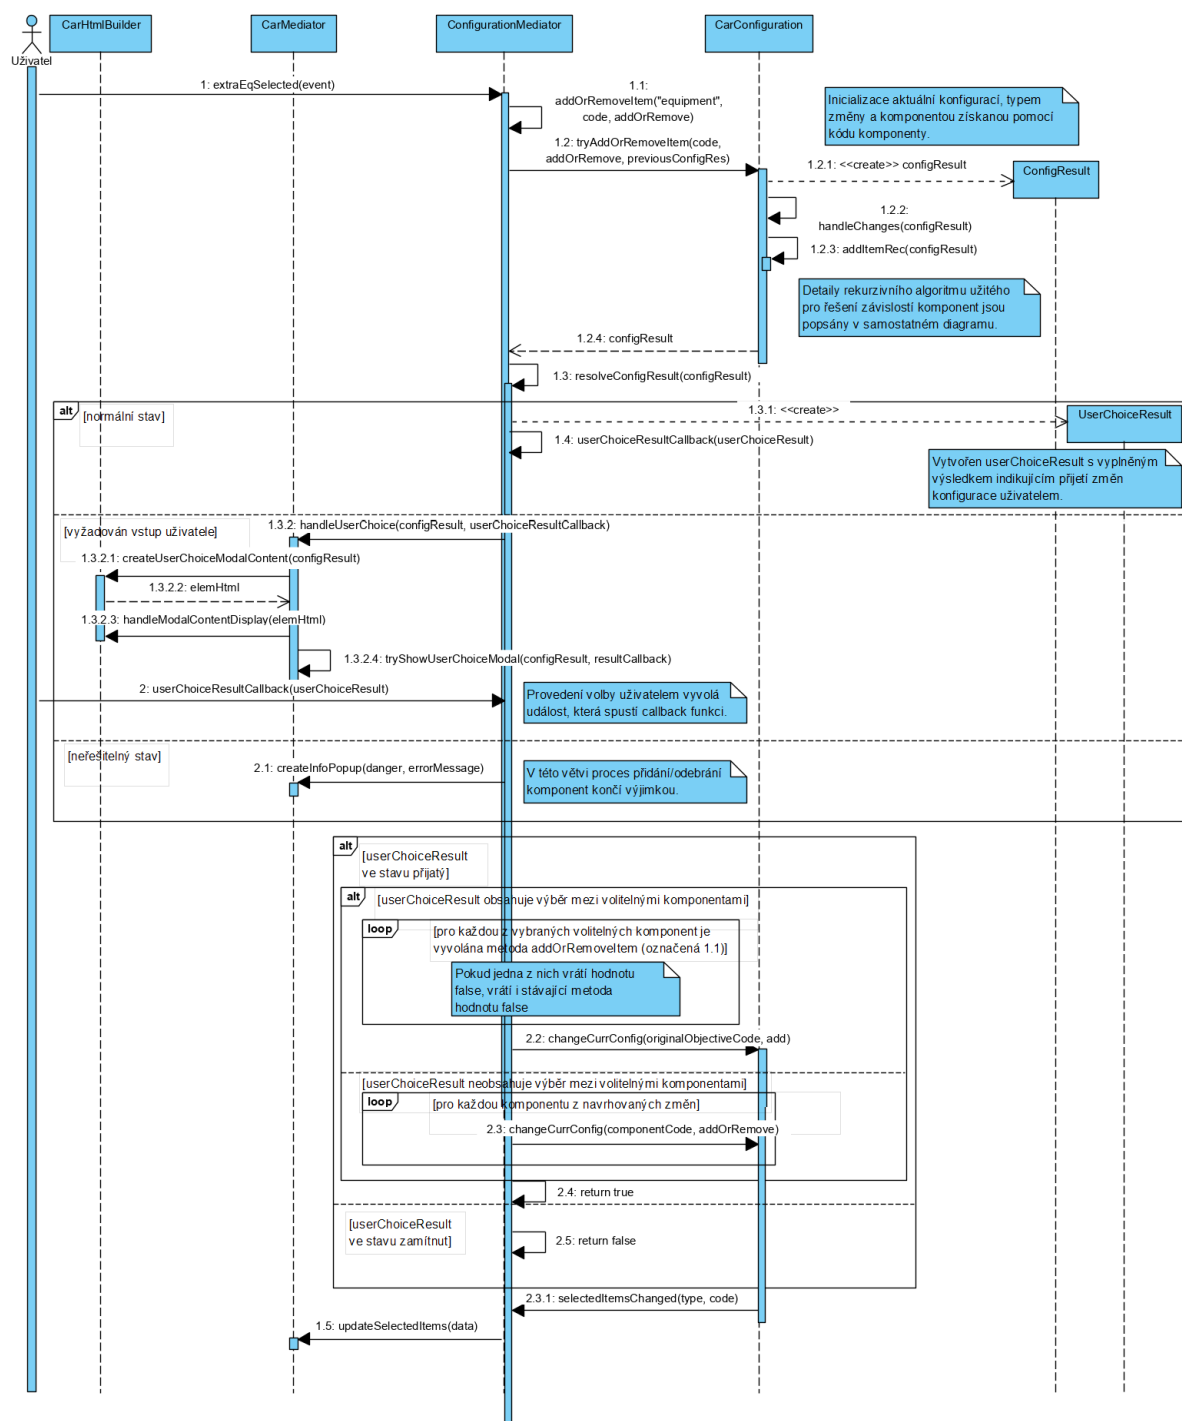 CarHtmlBuilder
CarMediator
ConfigurationMediator
CarConfiguration
Uživatel
1: extraEqSelected(event)
1.1:
addOrRemoveItem("equipment",
code, addOrRemove)
Inicializace aktuální konfigurací, typem
změny a komponentou získanou pomocí
kódu komponenty.
1.2: tryAddOrRemoveItem(code,
addOrRemove, previousConfigRes)
1.2.1: <<create>> configResult
ConfigResult
1.2.2:
handleChanges(configResult)
1.2.3: addItemRec(configResult)
Detaily rekurzivního algoritmu užitého
pro řešení závislostí komponent jsou
popsány v samostatném diagramu.
1.2.4: configResult
1.3: resolveConfigResult(configResult)
alt
[normální stav]
1.3.1: <<create>>
UserChoiceResult
1.4: userChoiceResultCallback(userChoiceResult)
Vytvořen userChoiceResult s vyplněným
výsledkem indikujícím přijetí změn
konfigurace uživatelem.
[vyžadován vstup uživatele]
1.3.2: handleUserChoice(configResult, userChoiceResultCallback)
1.3.2.1: createUserChoiceModalContent(configResult)
1.3.2.2: elemHtml
1.3.2.3: handleModalContentDisplay(elemHtml)
1.3.2.4: tryShowUserChoiceModal(configResult, resultCallback)
2: userChoiceResultCallback(userChoiceResult)
Provedení volby uživatelem vyvolá
událost, která spustí callback funkci.
[neřešitelný stav]
2.1: createInfoPopup(danger, errorMessage)
V této větvi proces přidání/odebrání
komponent končí výjimkou.
alt
[userChoiceResult
ve stavu přijatý]
alt
[userChoiceResult obsahuje výběr mezi volitelnými komponentami]
loop
[pro každou z vybraných volitelných komponent je
vyvolána metoda addOrRemoveItem (označená 1.1)]
Pokud jedna z nich vrátí hodnotu
false, vrátí i stávající metoda
hodnotu false
2.2: changeCurrConfig(originalObjectiveCode, add)
[userChoiceResult neobsahuje výběr mezi volitelnými komponentami]
loop
[pro každou komponentu z navrhovaných změn]
2.3: changeCurrConfig(componentCode, addOrRemove)
2.4: return true
[userChoiceResult
ve stavu zamítnut]
2.5: return false
2.3.1: selectedItemsChanged(type, code)
1.5: updateSelectedItems(data)